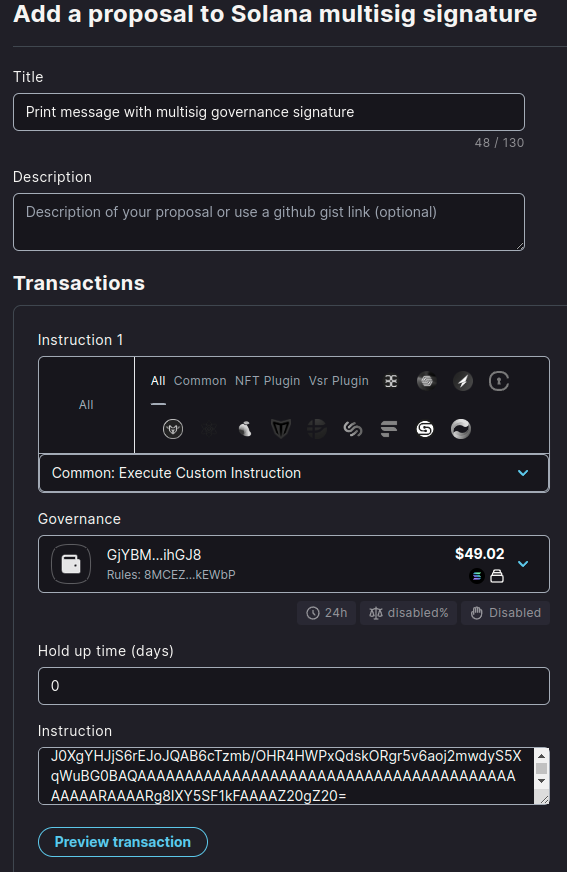 Add a proposal to Solana multisig signature
Title
Print message with multisig governance signature
48 / 130
Description
Description of your proposal or use a github gist link (optional)
Transactions
Instruction 1
All
All Common NFT Plugin Vsr Plugin
Common: Execute Custom Instruction
Governance
GjYBM...ihGJ8
$49.02
Rules: 8MCEZ...kEWbP
24h disabled% Disabled
Hold up time (days)
0
Instruction
J0XgYHJjS6rEJoJQAB6cTzmb/OHR4HWPxQdskORgr5v6aoj2mwdyS5X
qWuBG0BAQAAAAAAAAAAAAAAAAAAAAAAAAAAAAAAAAAAAAAAAA
AAAAARAAAARg8lXY5SF1kFAAAAZ20gZ20=
Preview transaction